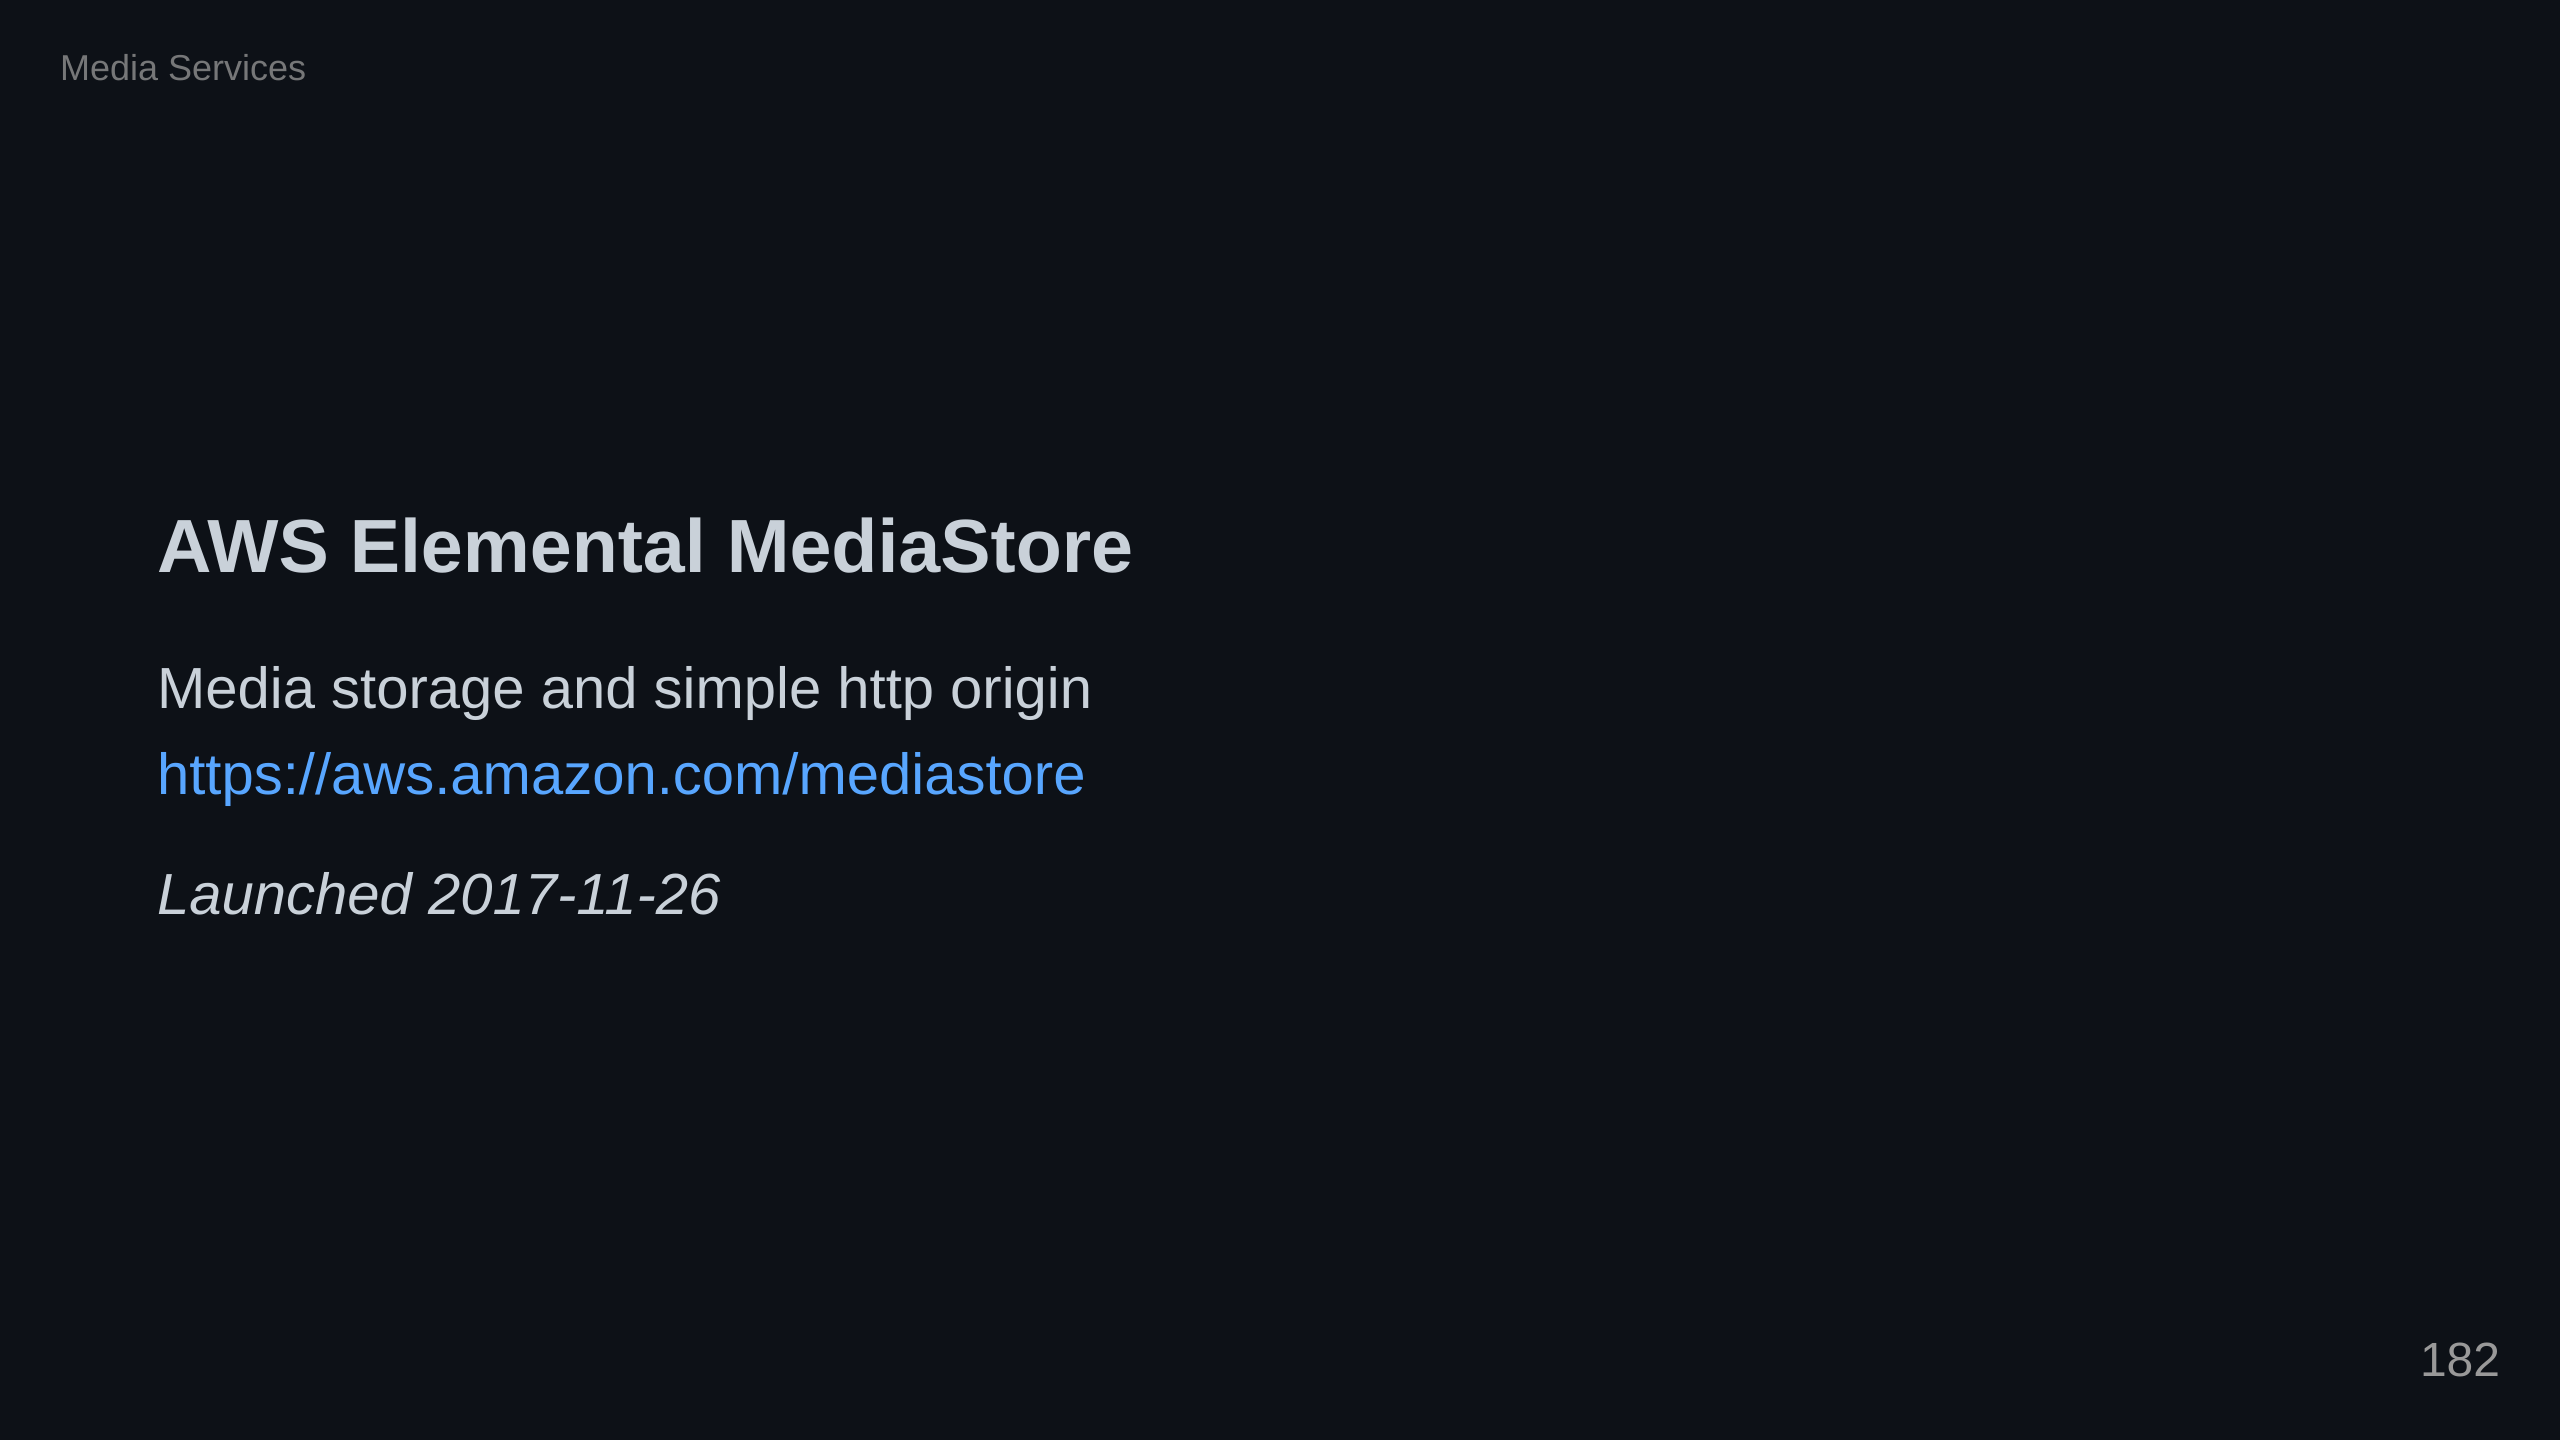 Media Services
AWS Elemental MediaStore
Media storage and simple http origin
https://aws.amazon.com/mediastore
Launched 2017-11-26
182